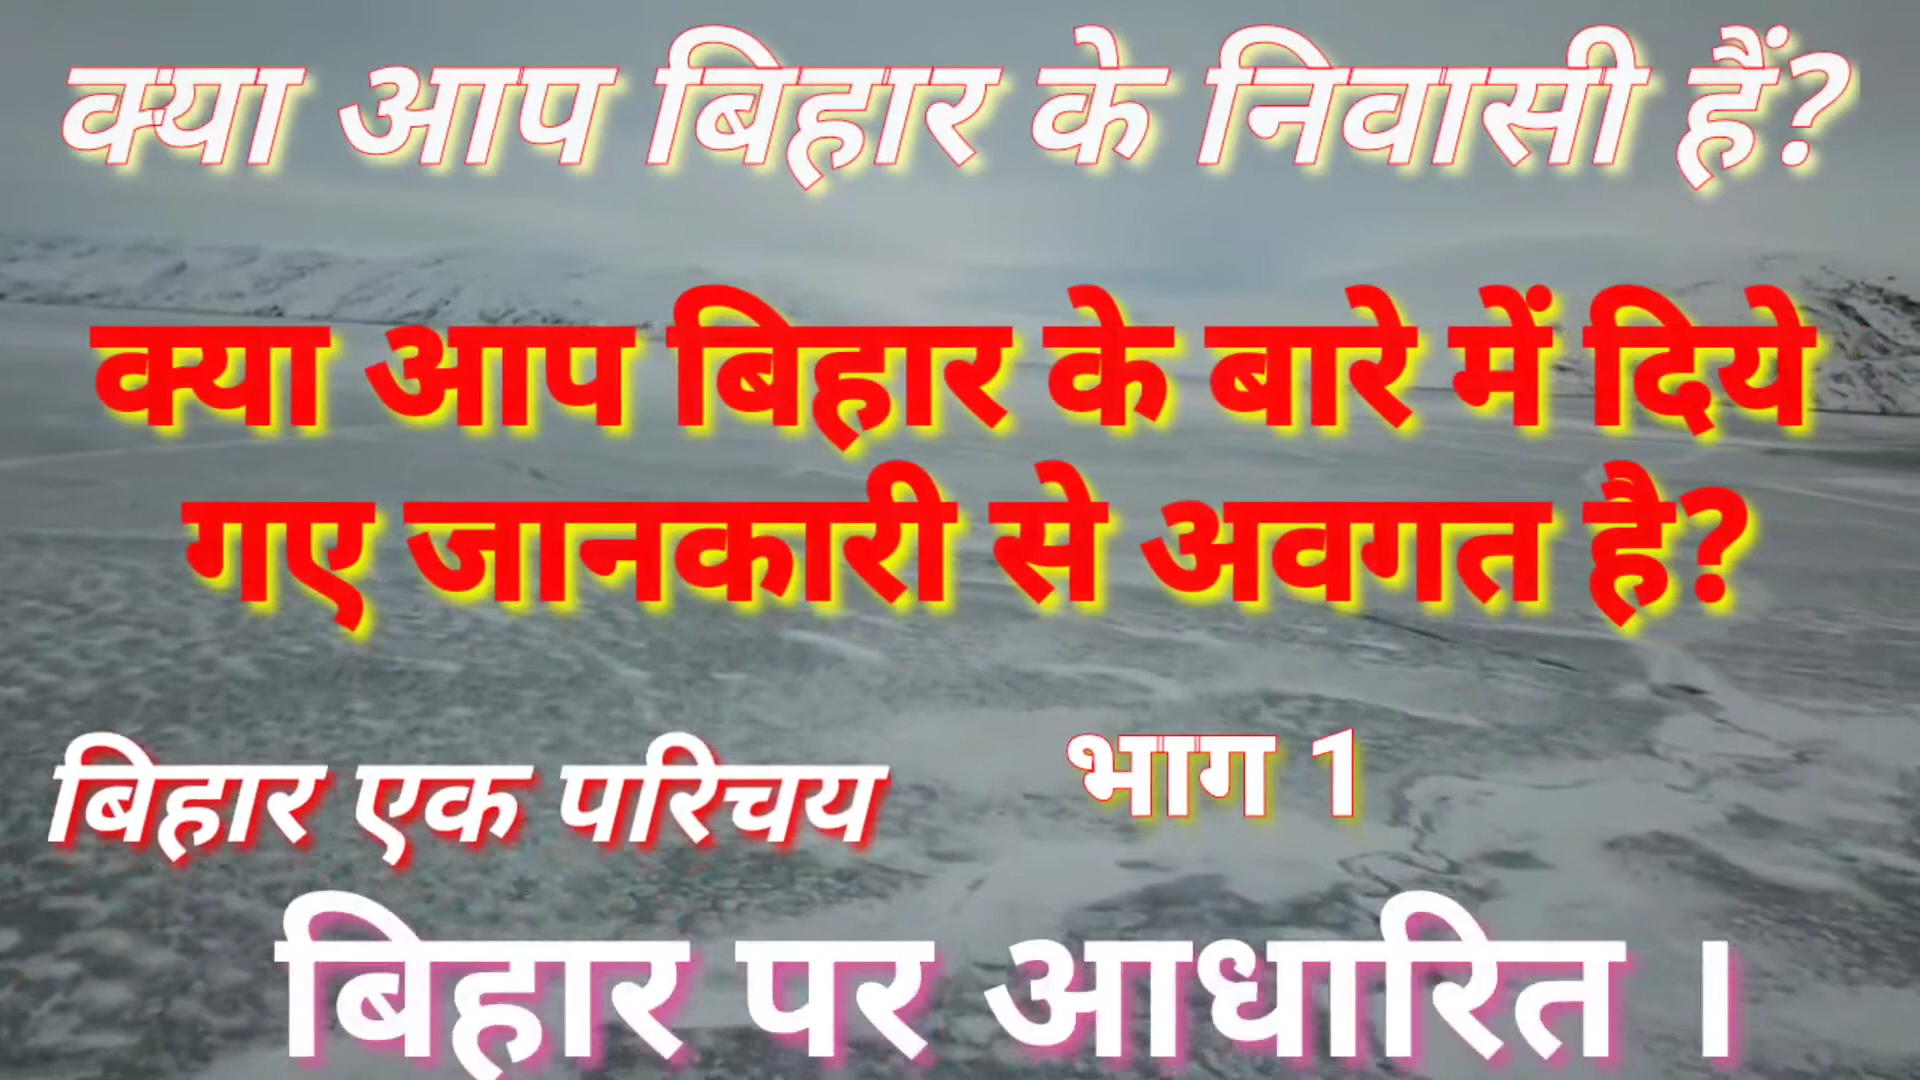 क्या आप बिहार के निवासी हैं?
क्या आप बिहार के बारे में दिये
गए जानकारी से अवगत है?
बिहार एक परिचय भाग 1
बिहार पर आधारित ।